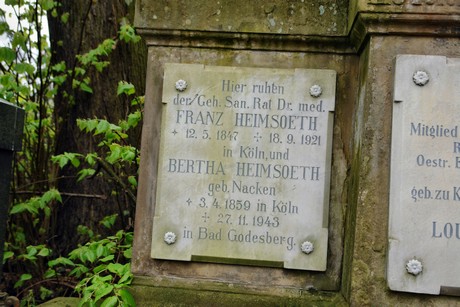 Hier ruhten
der Geh. San. Rat Dr. med.
FRANZ HEIMSOETH
* 12. 5. 1847 ✢ 18. 9. 1921
in Köln, und
BERTHA HEIMSOETH
geb. Nacken
* 3. 4. 1859 in Köln
✢ 27. 11. 1943
in Bad Godesberg.
Mitglied
Oestr. E
geb. zu K
LOU